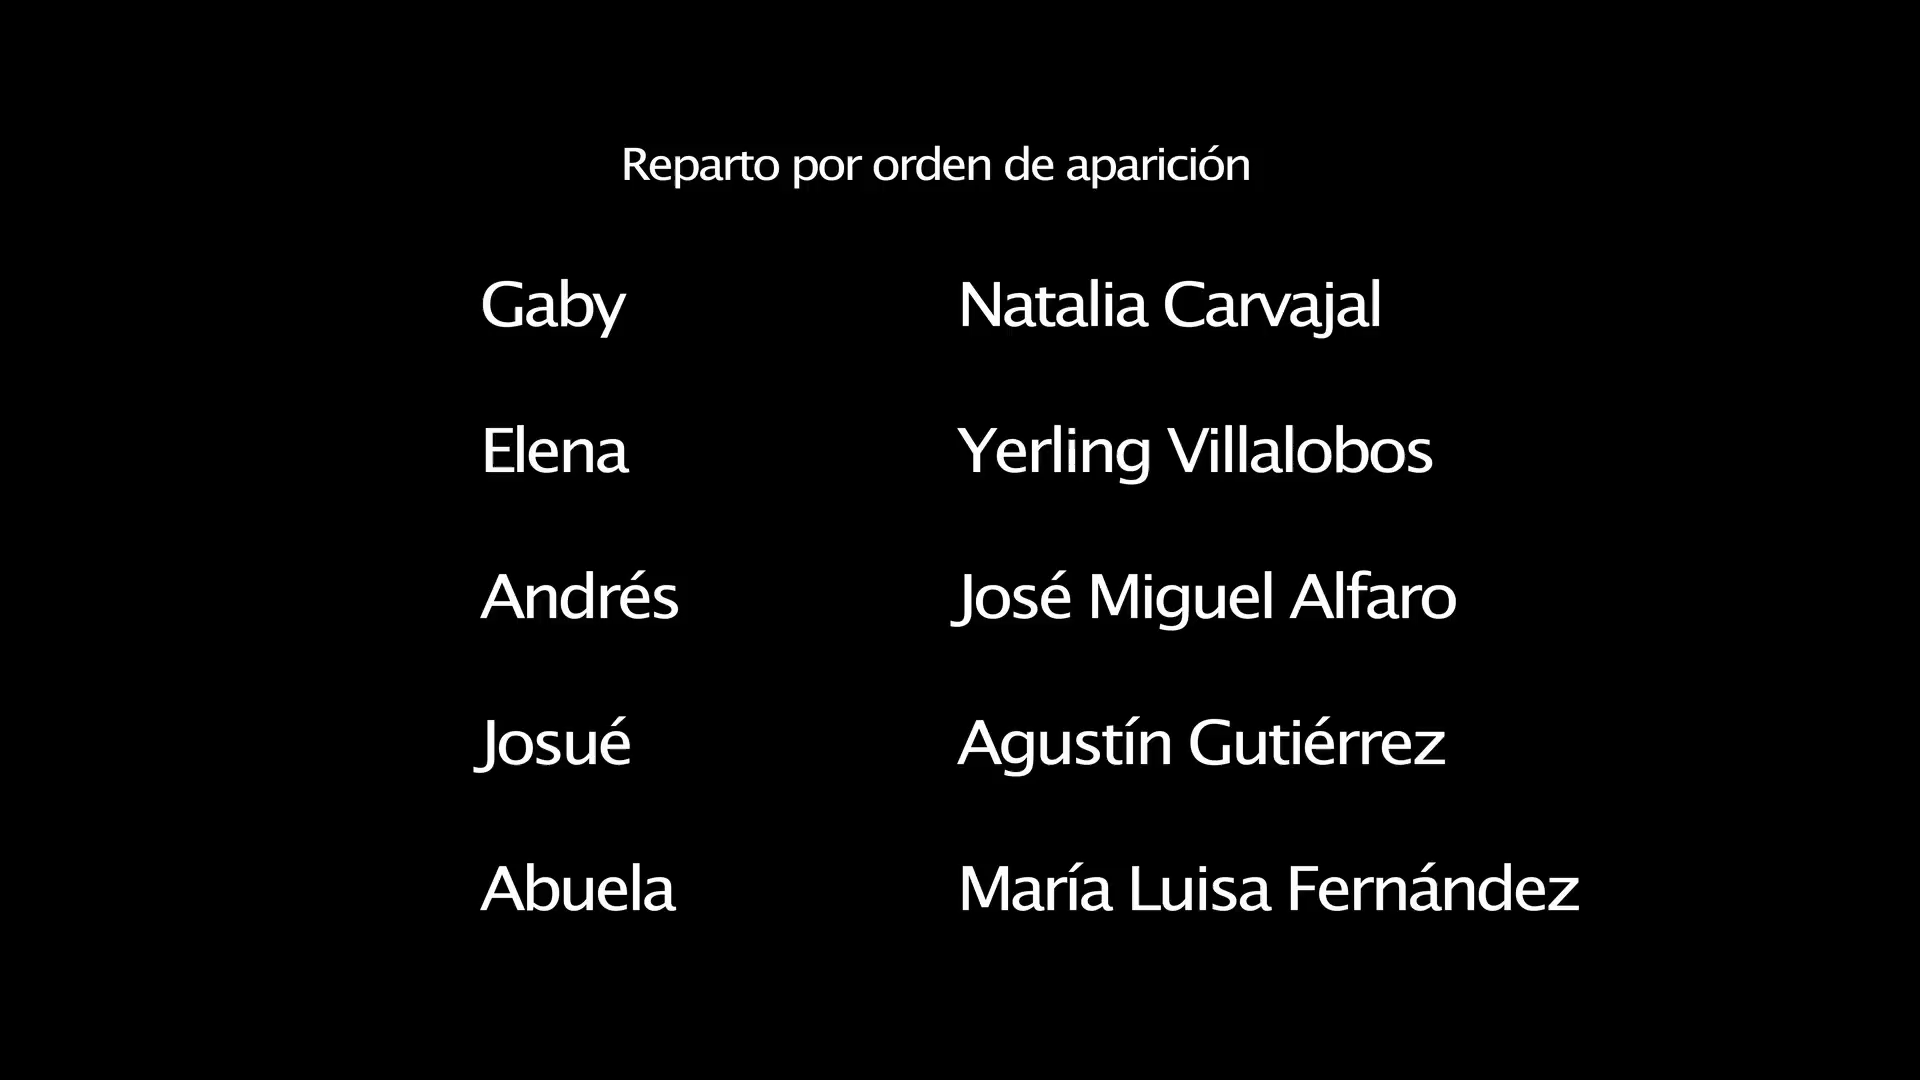 Reparto por orden de aparición
Gaby Natalia Carvajal
Elena Yerling Villalobos
Andrés José Miguel Alfaro
Josué Agustín Gutiérrez
Abuela María Luisa Fernández